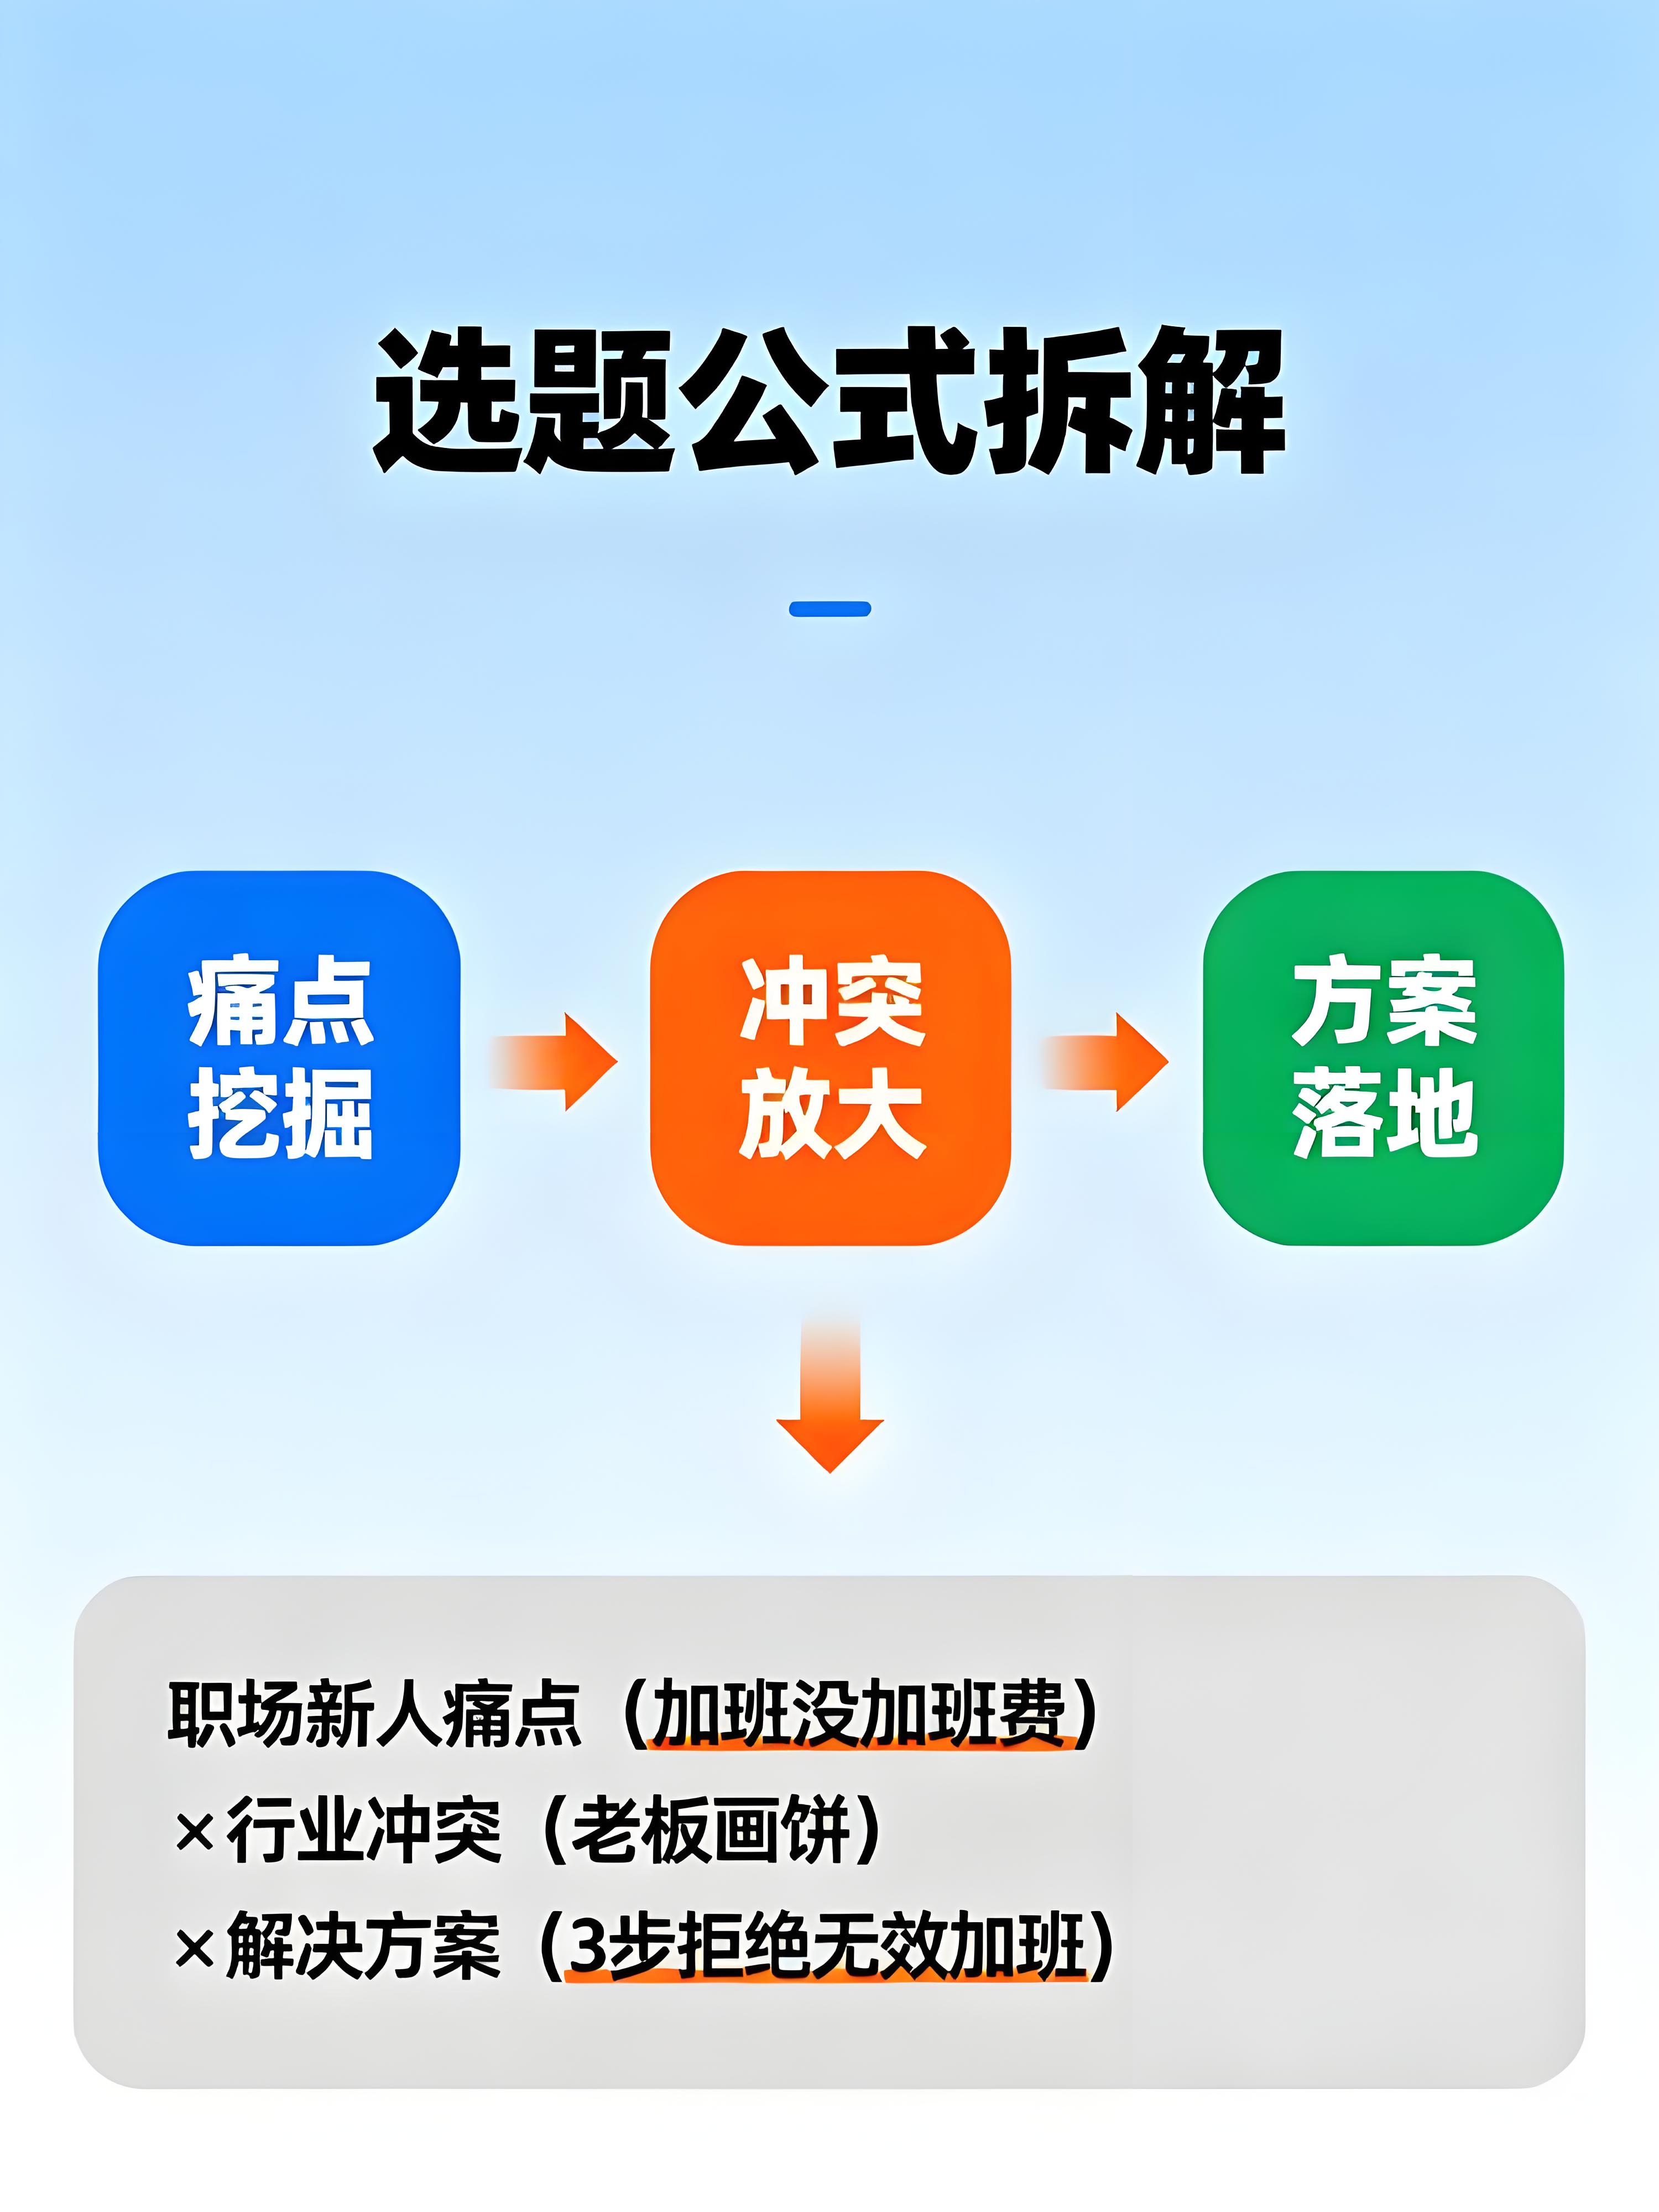 选题公式拆解
痛点
挖掘
冲突
放大
方案
落地
职场新人痛点（加班没加班费）
×行业冲突（老板画饼）
×解决方案（3步拒绝无效加班）